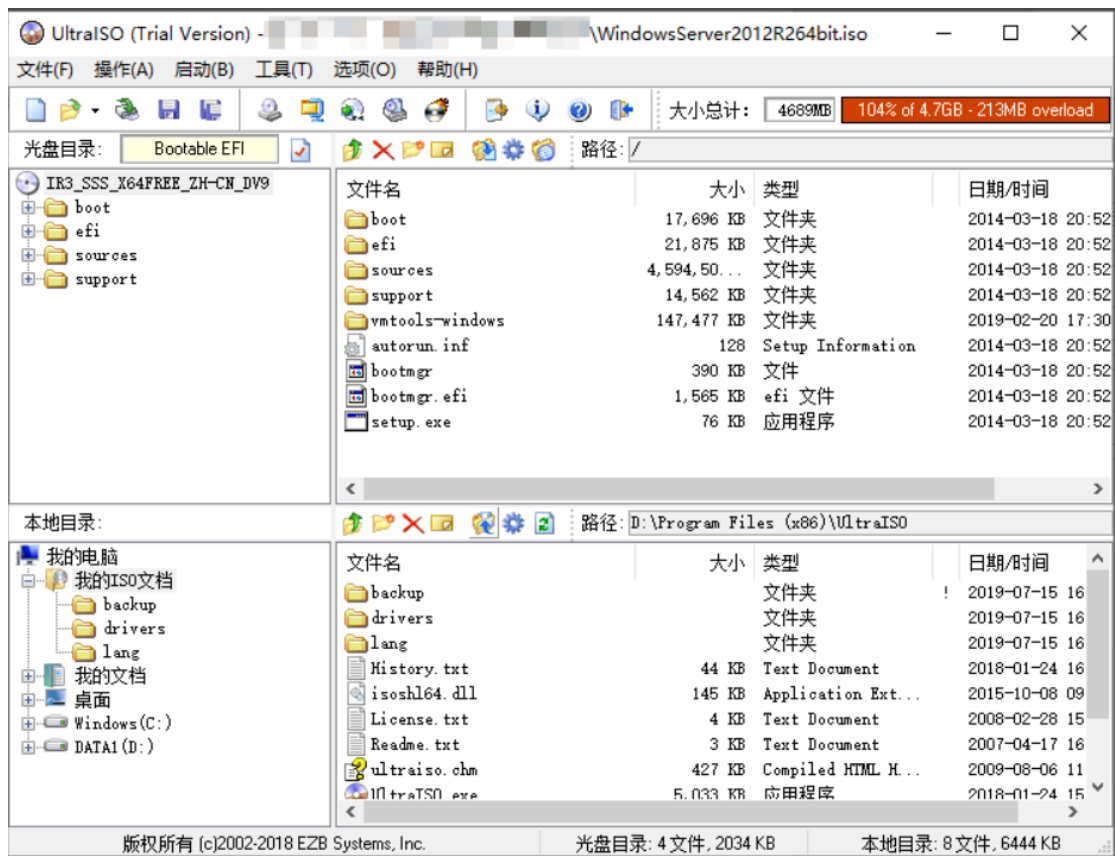 UltraISO (Trial Version) - \WindowsServer2012R264bit.iso
文件(F) 操作(A) 启动(B) 工具(T) 选项(O) 帮助(H)
大小总计: 4689MB 104% of 4.7GB - 213MB overload
光盘目录: Bootable EFI 路径: /
IR3_SSS_X64FREE_ZH-CN_DV9
boot
efi
sources
support
文件名 大小 类型 日期/时间
boot 17,696 KB 文件夹 2014-03-18 20:52
efi 21,875 KB 文件夹 2014-03-18 20:52
sources 4,594,50... 文件夹 2014-03-18 20:52
support 14,562 KB 文件夹 2014-03-18 20:52
vmtools-windows 147,477 KB 文件夹 2019-02-20 17:30
autorun.inf 128 Setup Information 2014-03-18 20:52
bootmgr 390 KB 文件 2014-03-18 20:52
bootmgr.efi 1,565 KB efi 文件 2014-03-18 20:52
setup.exe 76 KB 应用程序 2014-03-18 20:52
本地目录: 路径: D:\Program Files (x86)\UltraISO
我的电脑
我的ISO文档
backup
drivers
lang
我的文档
桌面
Windows(C:)
DATA1(D:)
文件名 大小 类型 日期/时间
backup 文件夹 ! 2019-07-15 16
drivers 文件夹 2019-07-15 16
lang 文件夹 2019-07-15 16
History.txt 44 KB Text Document 2018-01-24 16
isoshl64.dll 145 KB Application Ext... 2015-10-08 09
License.txt 4 KB Text Document 2008-02-28 15
Readme.txt 3 KB Text Document 2007-04-17 16
ultraiso.chm 427 KB Compiled HTML H... 2009-08-06 11
UltraISO.exe 5,033 KB 应用程序 2018-01-24 15
版权所有 (c)2002-2018 EZB Systems, Inc. 光盘目录: 4 文件, 2034 KB 本地目录: 8 文件, 6444 KB